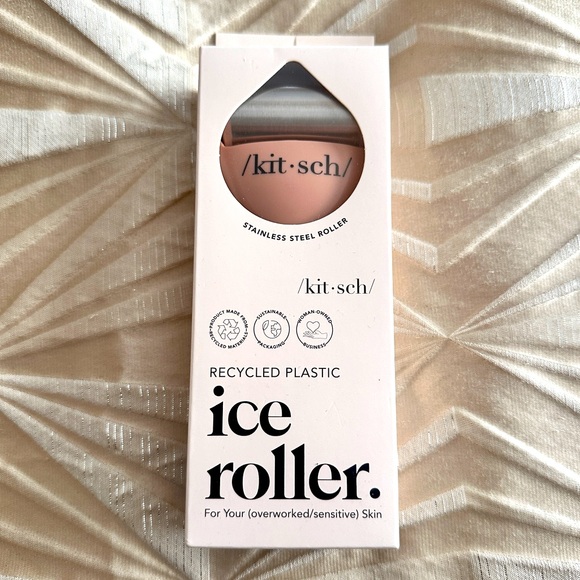 /kit·sch/
STAINLESS STEEL ROLLER
/kit·sch/
PRODUCT MADE FROM RECYCLED MATERIALS
SUSTAINABLE PACKAGING
WOMAN-OWNED BUSINESS
RECYCLED PLASTIC
ice
roller.
For Your (overworked/sensitive) Skin